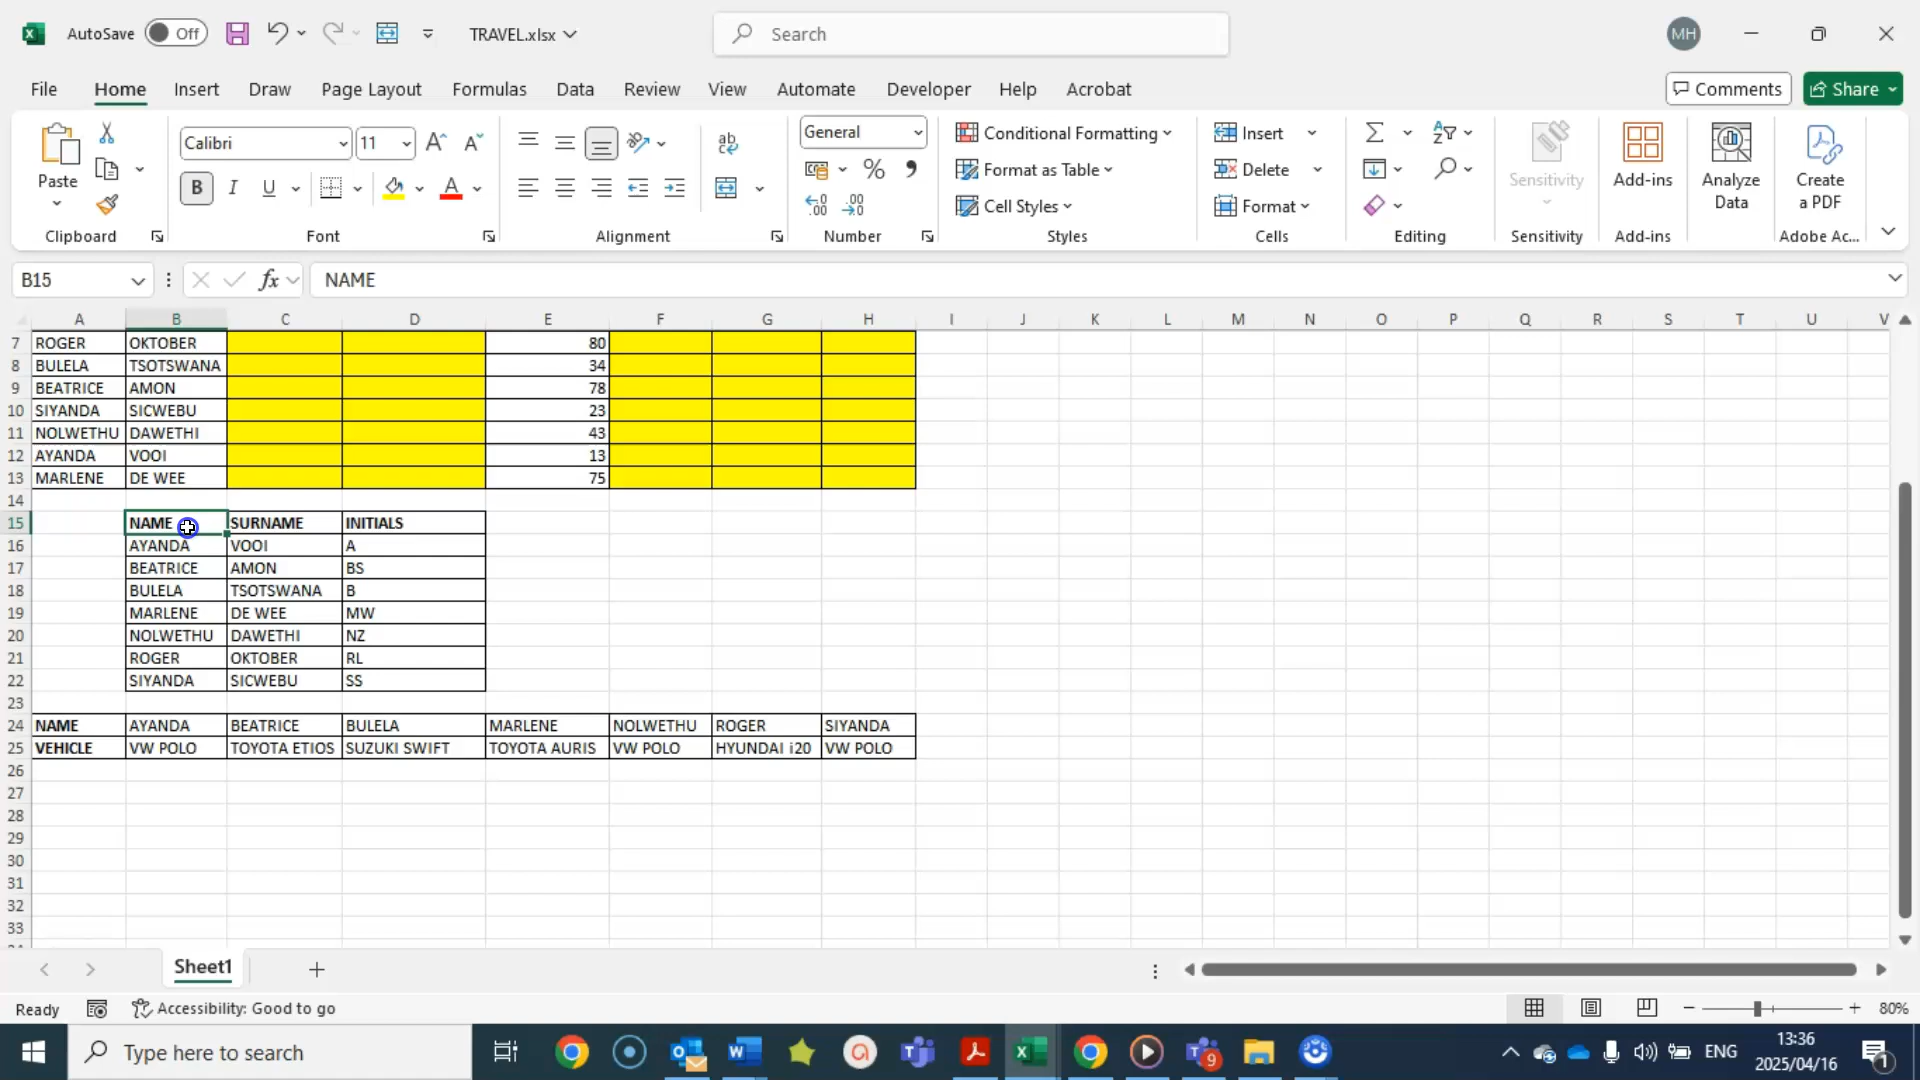 AutoSave Off TRAVEL.xlsx Search MH
File Home Insert Draw Page Layout Formulas Data Review View Automate Developer Help Acrobat Comments Share
Paste Clipboard
Calibri 11 B I U A Font
ab Alignment
General % Number
Conditional Formatting
Format as Table
Cell Styles
Styles
Insert
Delete
Format
Cells
Editing
Sensitivity
Sensitivity
Add-ins
Add-ins
Analyze Data
Create a PDF
Adobe Ac...
B15 fx NAME
A B C D E F G H I J K L M N O P Q R S T U V
7 ROGER OKTOBER 80
8 BULELA TSOTSWANA 34
9 BEATRICE AMON 78
10 SIYANDA SICWEBU 23
11 NOLWETHU DAWETHI 43
12 AYANDA VOOI 13
13 MARLENE DE WEE 75
14
15 NAME SURNAME INITIALS
16 AYANDA VOOI A
17 BEATRICE AMON BS
18 BULELA TSOTSWANA B
19 MARLENE DE WEE MW
20 NOLWETHU DAWETHI NZ
21 ROGER OKTOBER RL
22 SIYANDA SICWEBU SS
23
24 NAME AYANDA BEATRICE BULELA MARLENE NOLWETHU ROGER SIYANDA
25 VEHICLE VW POLO TOYOTA ETIOS SUZUKI SWIFT TOYOTA AURIS VW POLO HYUNDAI i20 VW POLO
26
27
28
29
30
31
32
33
Sheet1
Ready Accessibility: Good to go 80%
Type here to search 9 ENG 13:36
2025/04/16 1